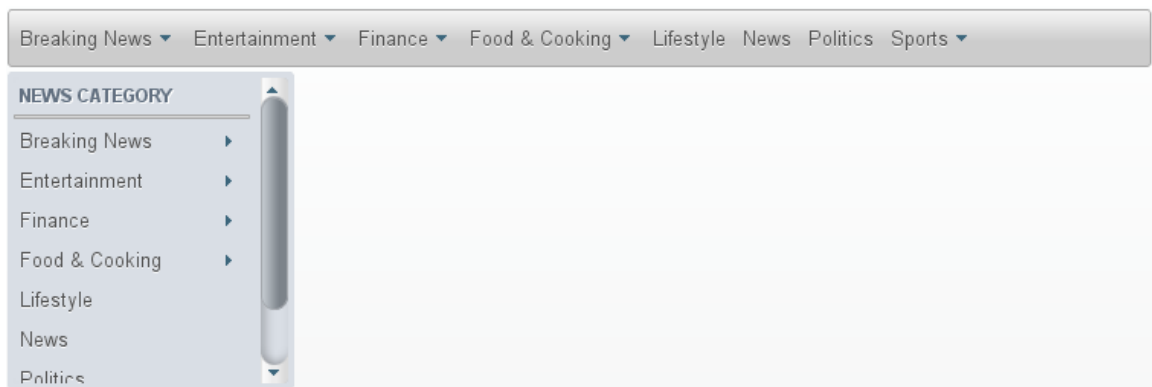 Breaking News Entertainment Finance Food & Cooking Lifestyle News Politics Sports
NEWS CATEGORY
Breaking News
Entertainment
Finance
Food & Cooking
Lifestyle
News
Politics